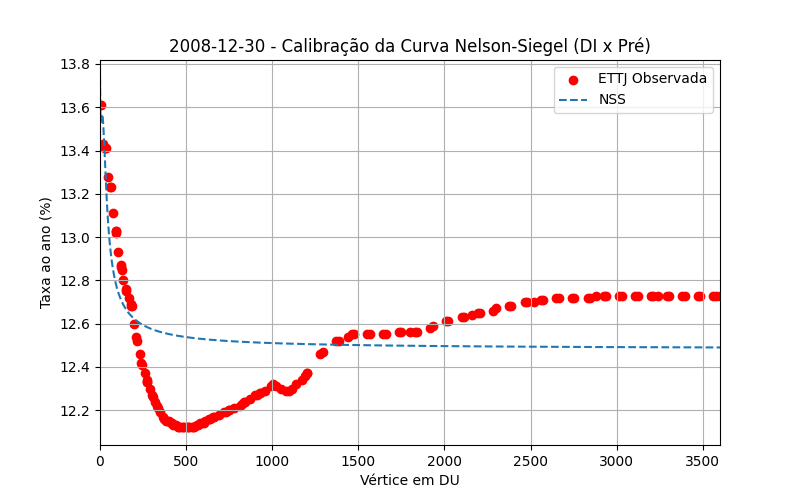 2008-12-30 - Calibração da Curva Nelson-Siegel (DI x Pré)
ETTJ Observada
NSS
Taxa ao ano (%)
13.8
13.6
13.4
13.2
13.0
12.8
12.6
12.4
12.2
0 500 1000 1500 2000 2500 3000 3500
Vértice em DU